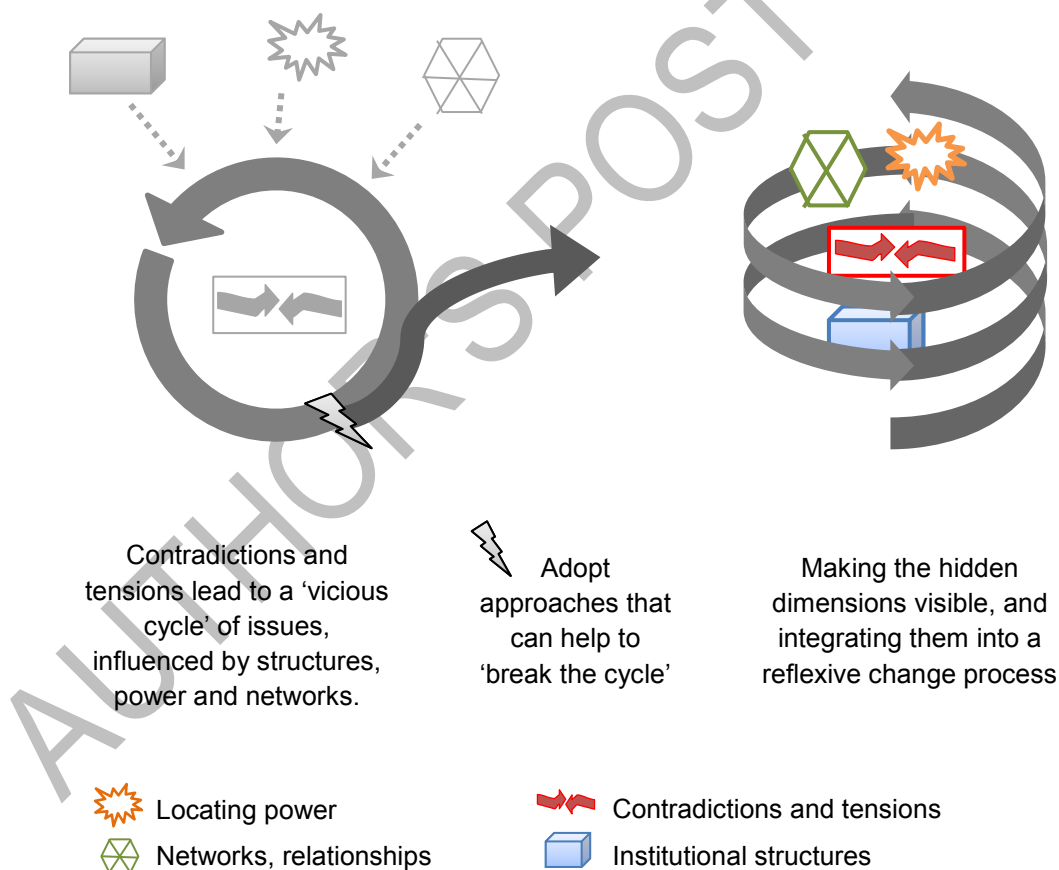 AUTHOR'S POST
Contradictions and
tensions lead to a ‘vicious
cycle’ of issues,
influenced by structures,
power and networks.
Adopt
approaches that
can help to
‘break the cycle’
Making the hidden
dimensions visible, and
integrating them into a
reflexive change process
Locating power
Contradictions and tensions
Networks, relationships
Institutional structures